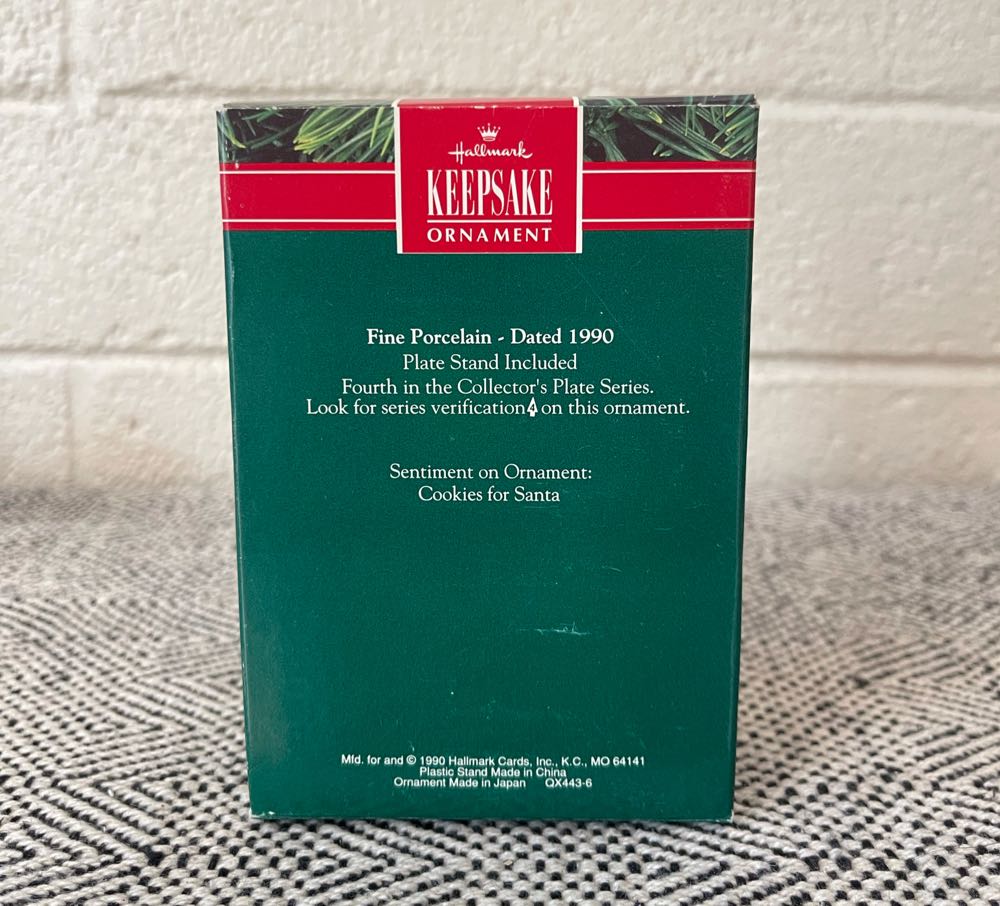 Hallmark
KEEPSAKE
ORNAMENT
Fine Porcelain - Dated 1990
Plate Stand Included
Fourth in the Collector's Plate Series.
Look for series verification 4 on this ornament.
Sentiment on Ornament:
Cookies for Santa
Mfd. for and © 1990 Hallmark Cards, Inc., K.C., MO 64141
Plastic Stand Made in China
Ornament Made in Japan QX443-6